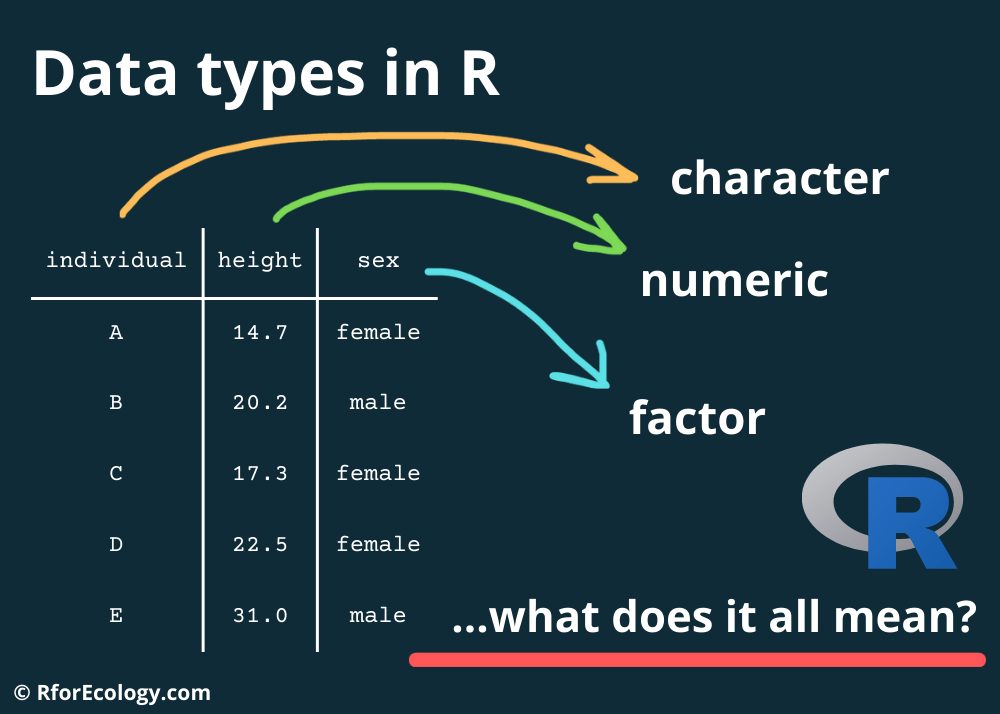 Data types in R
character
numeric
factor
individual height sex
A 14.7 female
B 20.2 male
C 17.3 female
D 22.5 female
E 31.0 male
R
...what does it all mean?
© RforEcology.com